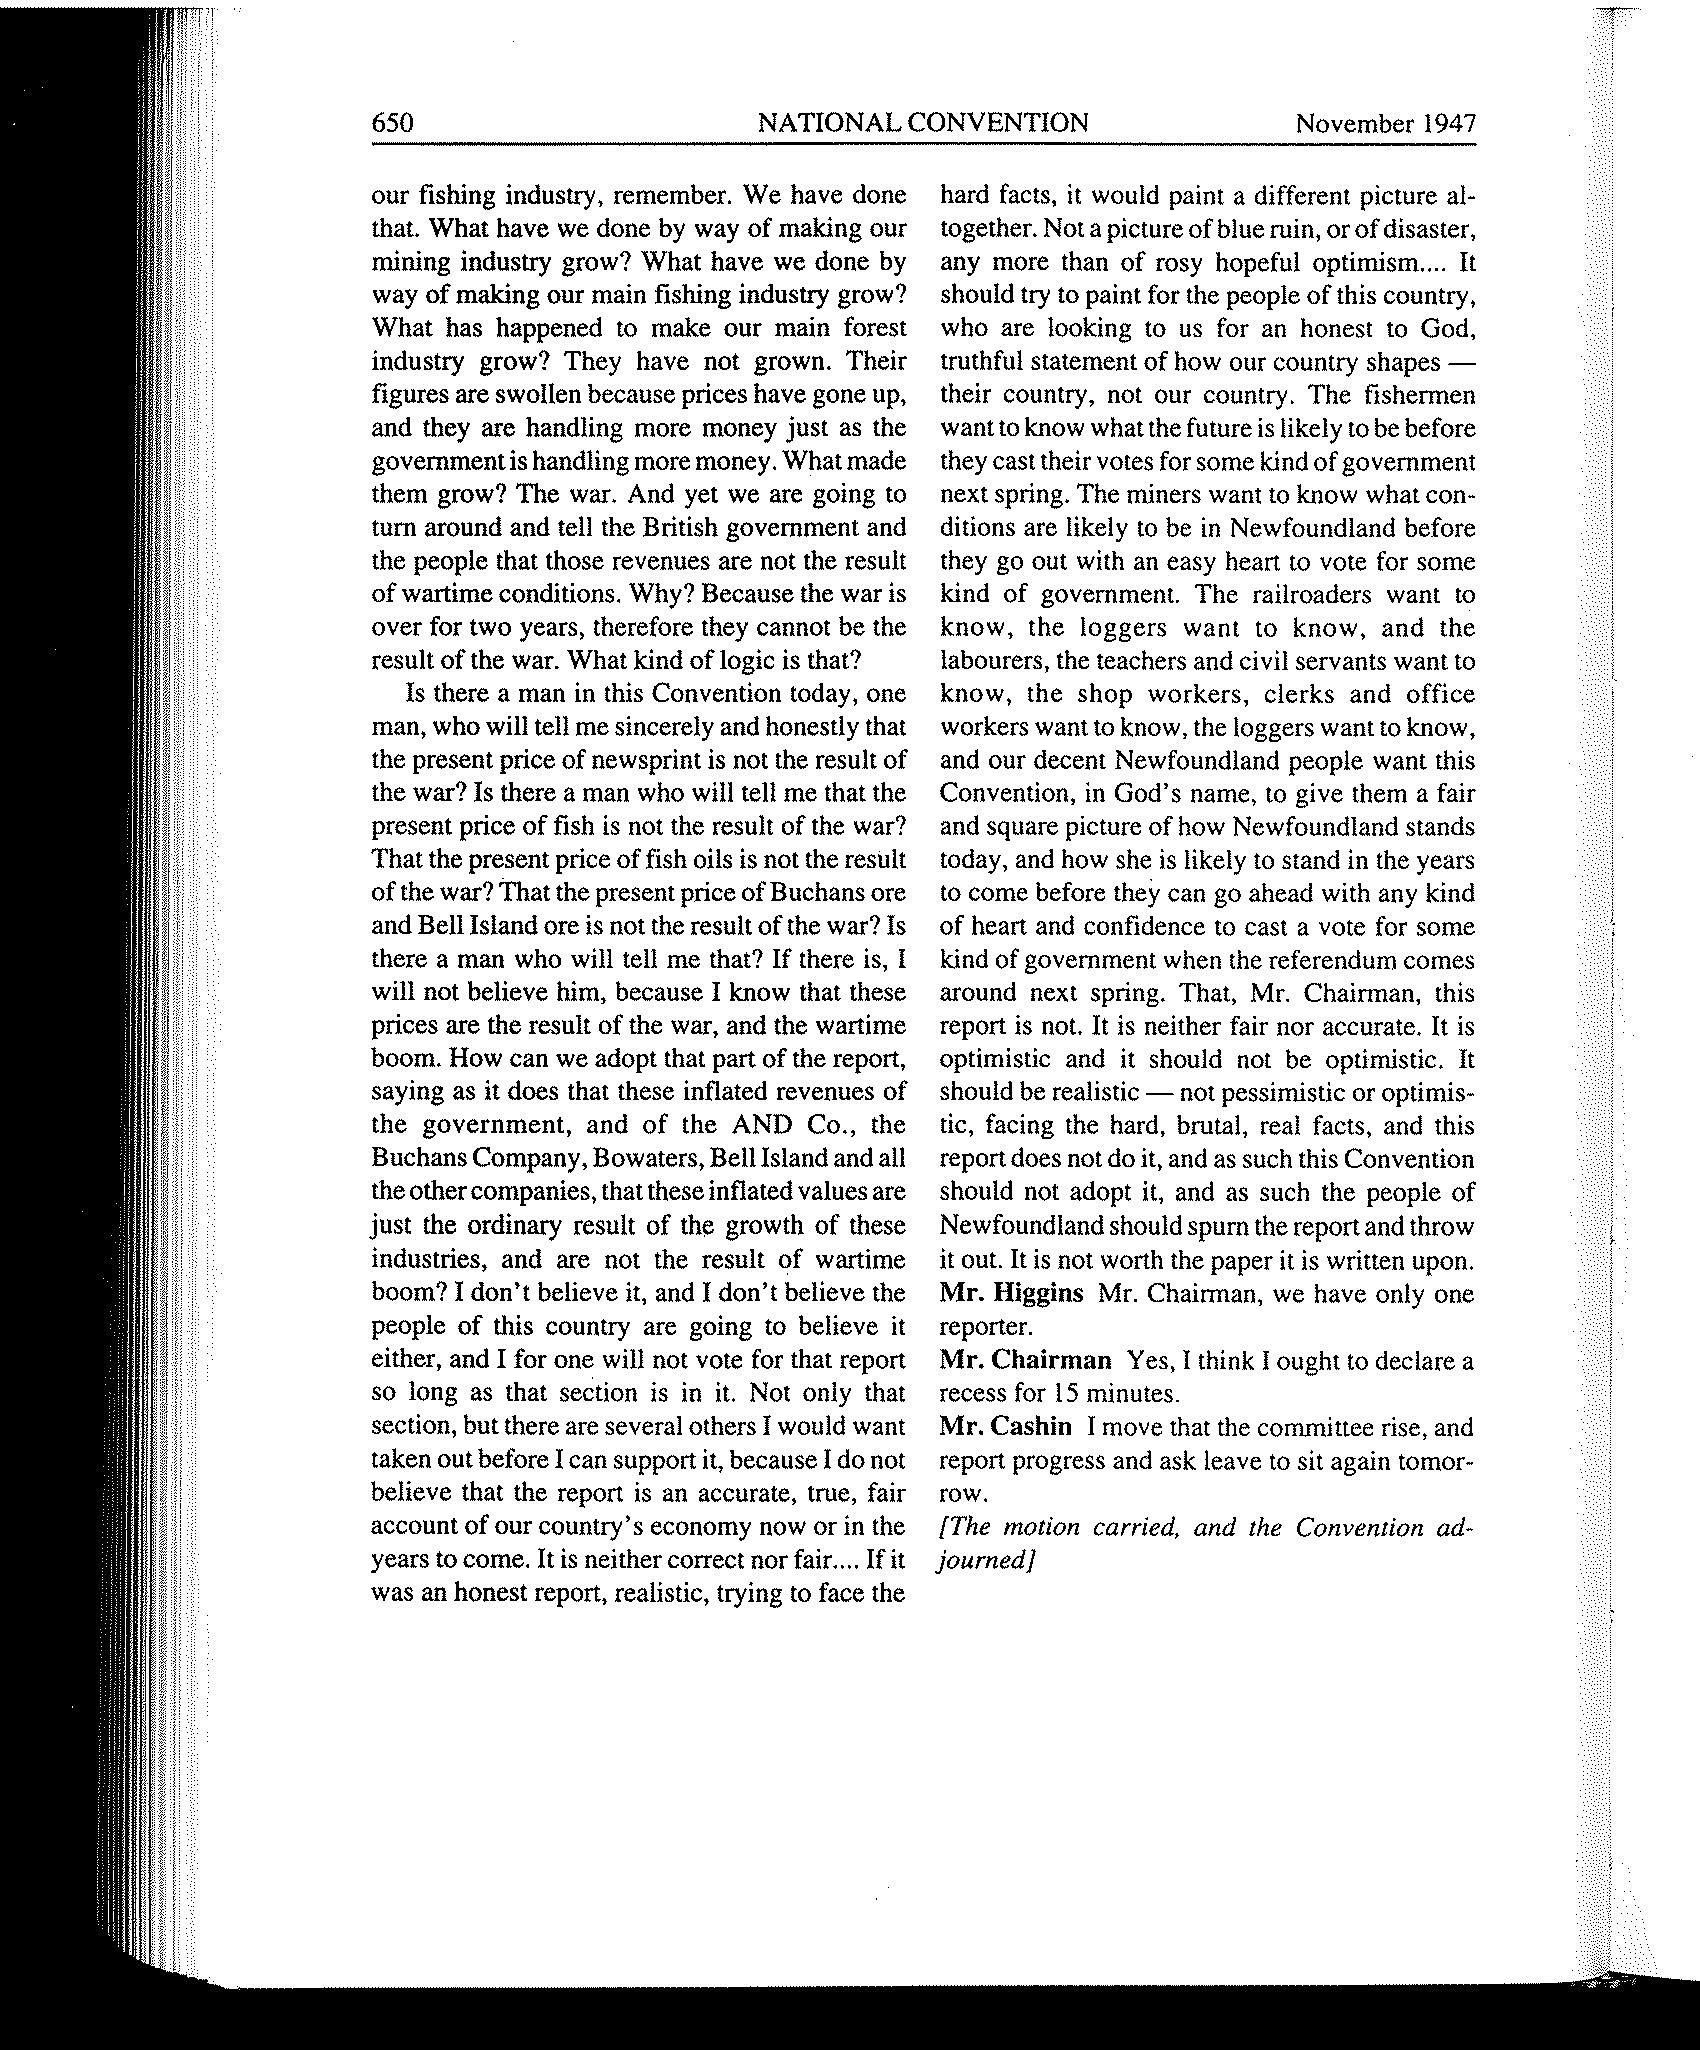 650 NATIONAL CONVENTION November 1947
our fishing industry, remember. We have done
that. What have we done by way of making our
mining industry grow? What have we done by
way of making our main fishing industry grow?
What has happened to make our main forest
industry grow? They have not grown. Their
figures are swollen because prices have gone up,
and they are handling more money just as the
government is handling more money. What made
them grow? The war. And yet we are going to
turn around and tell the British government and
the people that those revenues are not the result
of wartime conditions. Why? Because the war is
over for two years, therefore they cannot be the
result of the war. What kind of logic is that?
Is there a man in this Convention today, one
man, who will tell me sincerely and honestly that
the present price of newsprint is not the result of
the war? Is there a man who will tell me that the
present price of fish is not the result of the war?
That the present price of fish oils is not the result
of the war? That the present price of Buchans ore
and Bell Island ore is not the result of the war? Is
there a man who will tell me that? If there is, I
will not believe him, because I know that these
prices are the result of the war, and the wartime
boom. How can we adopt that part of the report,
saying as it does that these inflated revenues of
the government, and of the AND Co., the
Buchans Company, Bowaters, Bell Island and all
the other companies, that these inflated values are
just the ordinary result of the growth of these
industries, and are not the result of wartime
boom? I don't believe it, and I don't believe the
people of this country are going to believe it
either, and I for one will not vote for that report
so long as that section is in it. Not only that
section, but there are several others I would want
taken out before I can support it, because I do not
believe that the report is an accurate, true, fair
account of our country's economy now or in the
years to come. It is neither correct nor fair.... If it
was an honest report, realistic, trying to face the
hard facts, it would paint a different picture al-
together. Not a picture of blue ruin, or of disaster,
any more than of rosy hopeful optimism.... It
should try to paint for the people of this country,
who are looking to us for an honest to God,
truthful statement of how our country shapes —
their country, not our country. The fishermen
want to know what the future is likely to be before
they cast their votes for some kind of government
next spring. The miners want to know what con-
ditions are likely to be in Newfoundland before
they go out with an easy heart to vote for some
kind of government. The railroaders want to
know, the loggers want to know, and the
labourers, the teachers and civil servants want to
know, the shop workers, clerks and office
workers want to know, the loggers want to know,
and our decent Newfoundland people want this
Convention, in God's name, to give them a fair
and square picture of how Newfoundland stands
today, and how she is likely to stand in the years
to come before they can go ahead with any kind
of heart and confidence to cast a vote for some
kind of government when the referendum comes
around next spring. That, Mr. Chairman, this
report is not. It is neither fair nor accurate. It is
optimistic and it should not be optimistic. It
should be realistic — not pessimistic or optimis-
tic, facing the hard, brutal, real facts, and this
report does not do it, and as such this Convention
should not adopt it, and as such the people of
Newfoundland should spurn the report and throw
it out. It is not worth the paper it is written upon.
Mr. Higgins Mr. Chairman, we have only one
reporter.
Mr. Chairman Yes, I think I ought to declare a
recess for 15 minutes.
Mr. Cashin I move that the committee rise, and
report progress and ask leave to sit again tomor-
row.
[The motion carried, and the Convention ad-
journed]